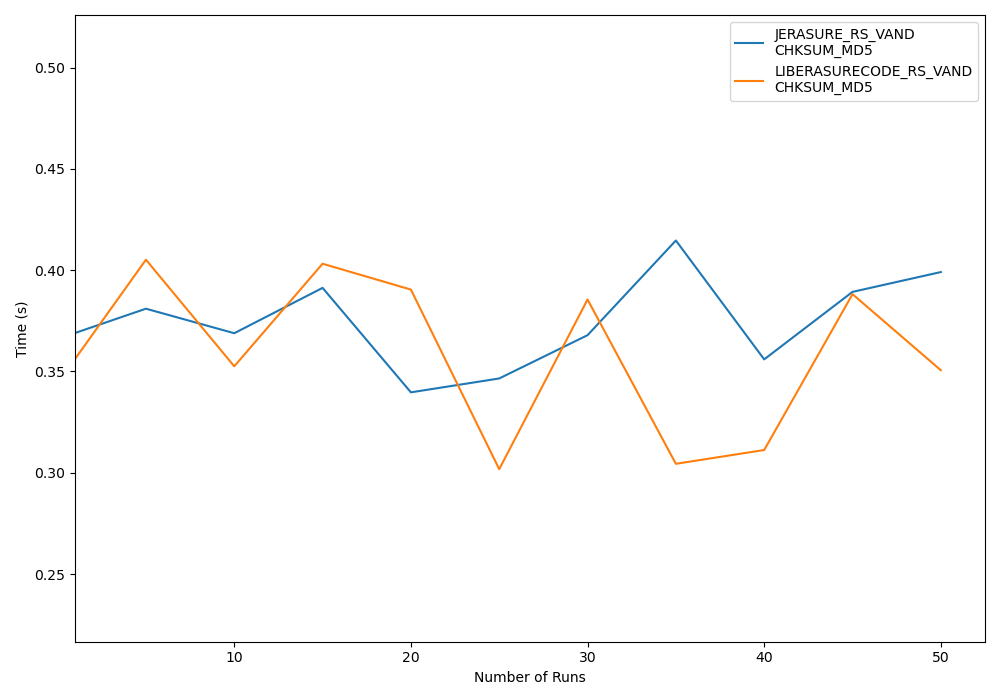 JERASURE_RS_VAND
CHKSUM_MD5
LIBERASURECODE_RS_VAND
CHKSUM_MD5
0.50
0.45
0.40
0.35
0.30
0.25
Time (s)
10 20 30 40 50
Number of Runs